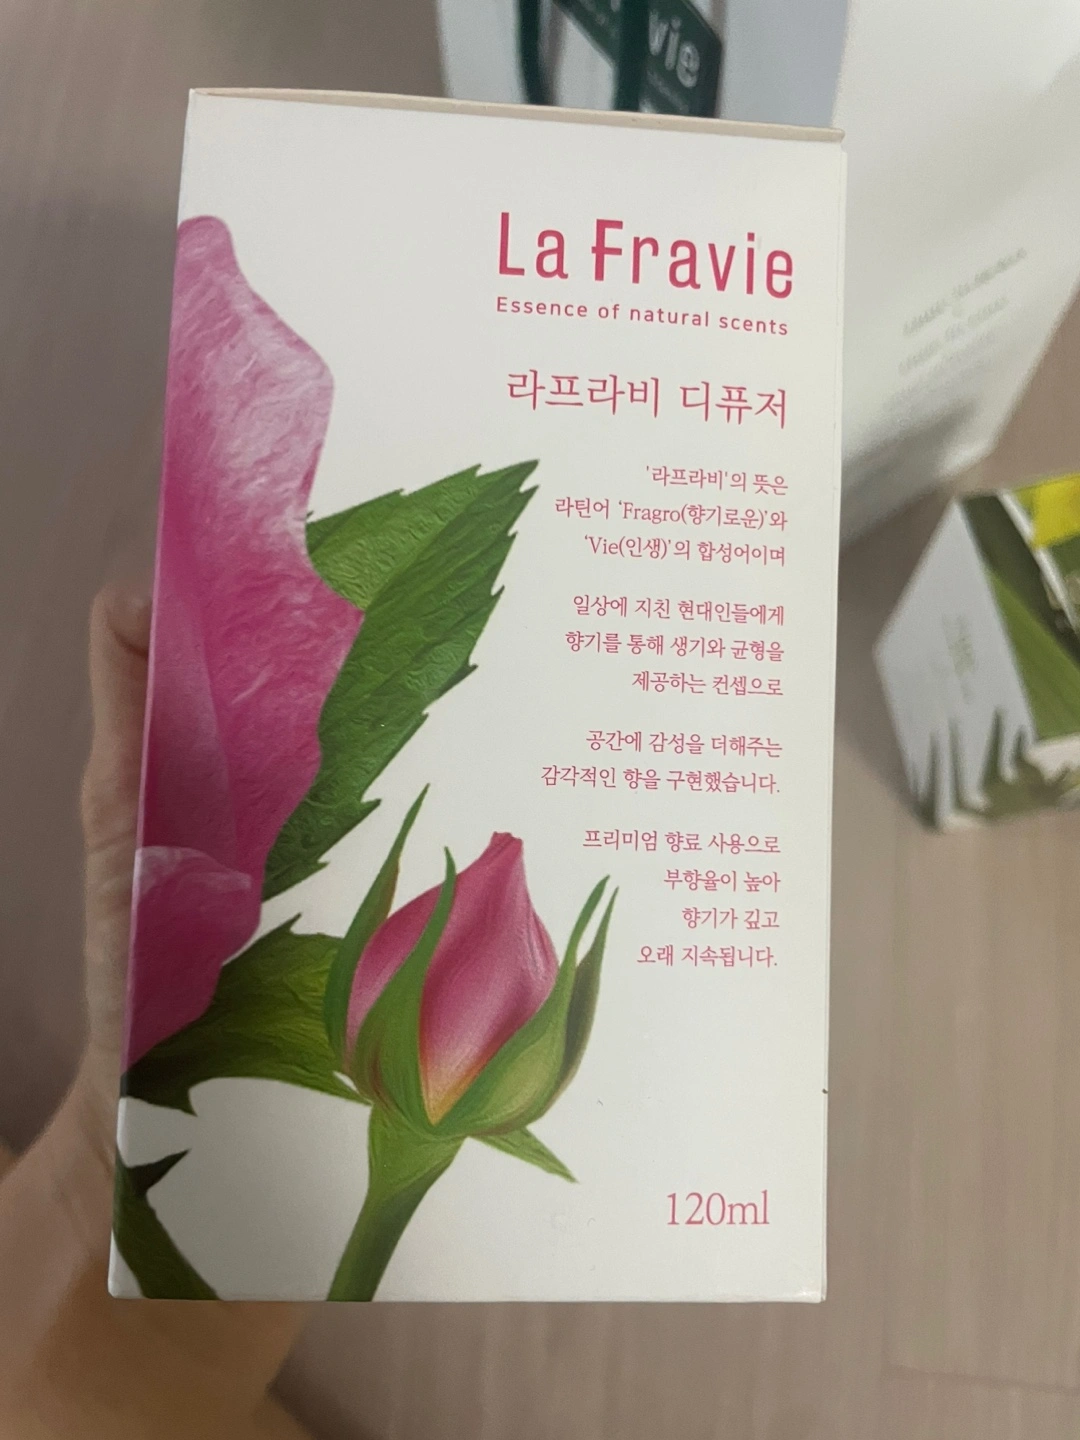 vie
La Fravie
Essence of natural scents
라프라비 디퓨저
'라프라비'의 뜻은
라틴어 ‘Fragro(향기로운)’와
‘Vie(인생)’의 합성어이며
일상에 지친 현대인들에게
향기를 통해 생기와 균형을
제공하는 컨셉으로
공간에 감성을 더해주는
감각적인 향을 구현했습니다.
프리미엄 향료 사용으로
부향율이 높아
향기가 깊고
오래 지속됩니다.
120ml